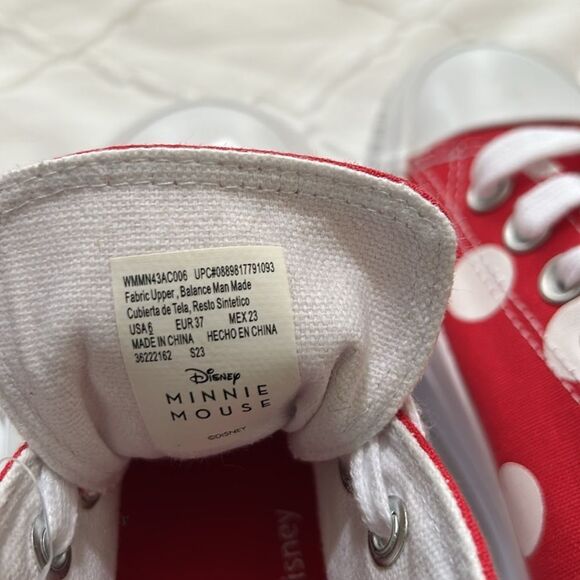 WMMN43AC006 UPC#0889817791093
Fabric Upper , Balance Man Made
Cubierta de Tela, Resto Sintetico
USA 6 EUR 37 MEX 23
MADE IN CHINA HECHO EN CHINA
36222162 S23
Disney
MINNIE
MOUSE
©DISNEY
Disney